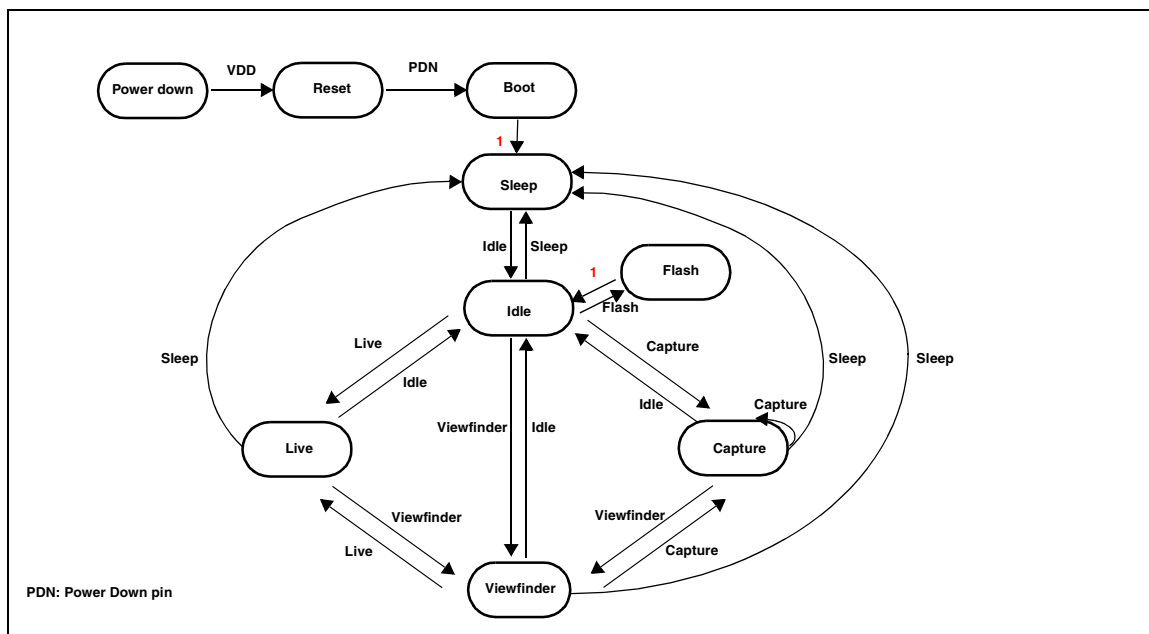 VDD
PDN
Power down
Reset
Boot
1
Sleep
Idle
Sleep
1
Flash
Flash
Idle
Live
Capture
Sleep
Idle
Idle
Sleep
Sleep
Capture
Viewfinder
Idle
Live
Capture
Viewfinder
Viewfinder
Live
Capture
Viewfinder
PDN: Power Down pin